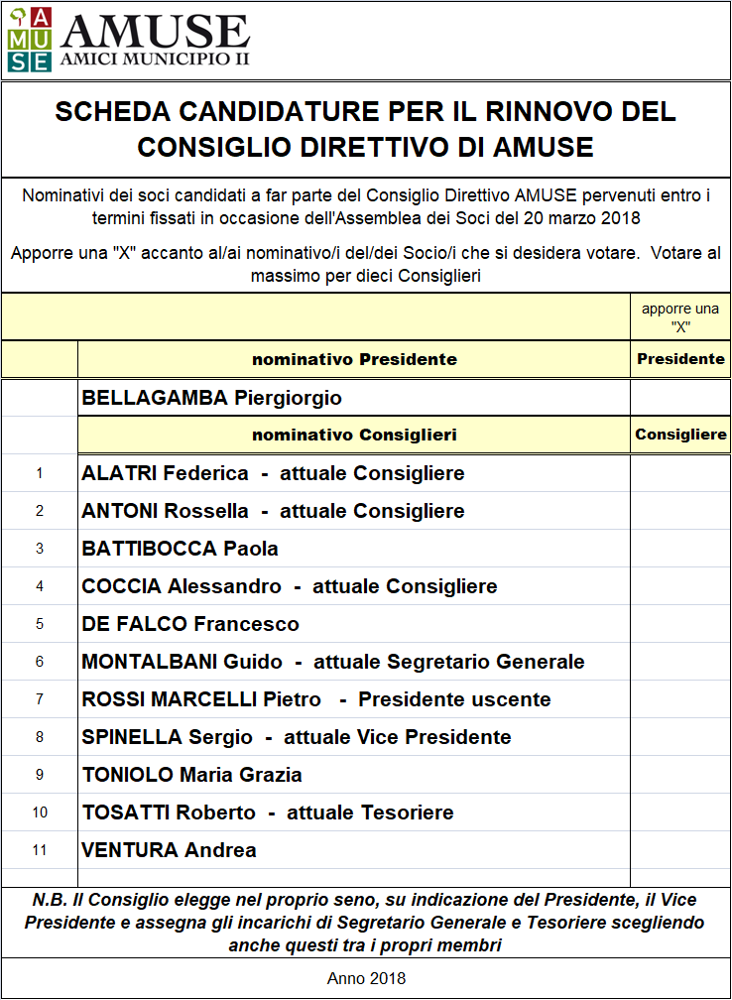 A
MU
SE
AMUSE
AMICI MUNICIPIO II
SCHEDA CANDIDATURE PER IL RINNOVO DEL
CONSIGLIO DIRETTIVO DI AMUSE
Nominativi dei soci candidati a far parte del Consiglio Direttivo AMUSE pervenuti entro i
termini fissati in occasione dell'Assemblea dei Soci del 20 marzo 2018
Apporre una "X" accanto al/ai nominativo/i del/dei Socio/i che si desidera votare. Votare al
massimo per dieci Consiglieri
apporre una
"X"
nominativo Presidente Presidente
BELLAGAMBA Piergiorgio
nominativo Consiglieri Consigliere
1 ALATRI Federica - attuale Consigliere
2 ANTONI Rossella - attuale Consigliere
3 BATTIBOCCA Paola
4 COCCIA Alessandro - attuale Consigliere
5 DE FALCO Francesco
6 MONTALBANI Guido - attuale Segretario Generale
7 ROSSI MARCELLI Pietro - Presidente uscente
8 SPINELLA Sergio - attuale Vice Presidente
9 TONIOLO Maria Grazia
10 TOSATTI Roberto - attuale Tesoriere
11 VENTURA Andrea
N.B. Il Consiglio elegge nel proprio seno, su indicazione del Presidente, il Vice
Presidente e assegna gli incarichi di Segretario Generale e Tesoriere scegliendo
anche questi tra i propri membri
Anno 2018